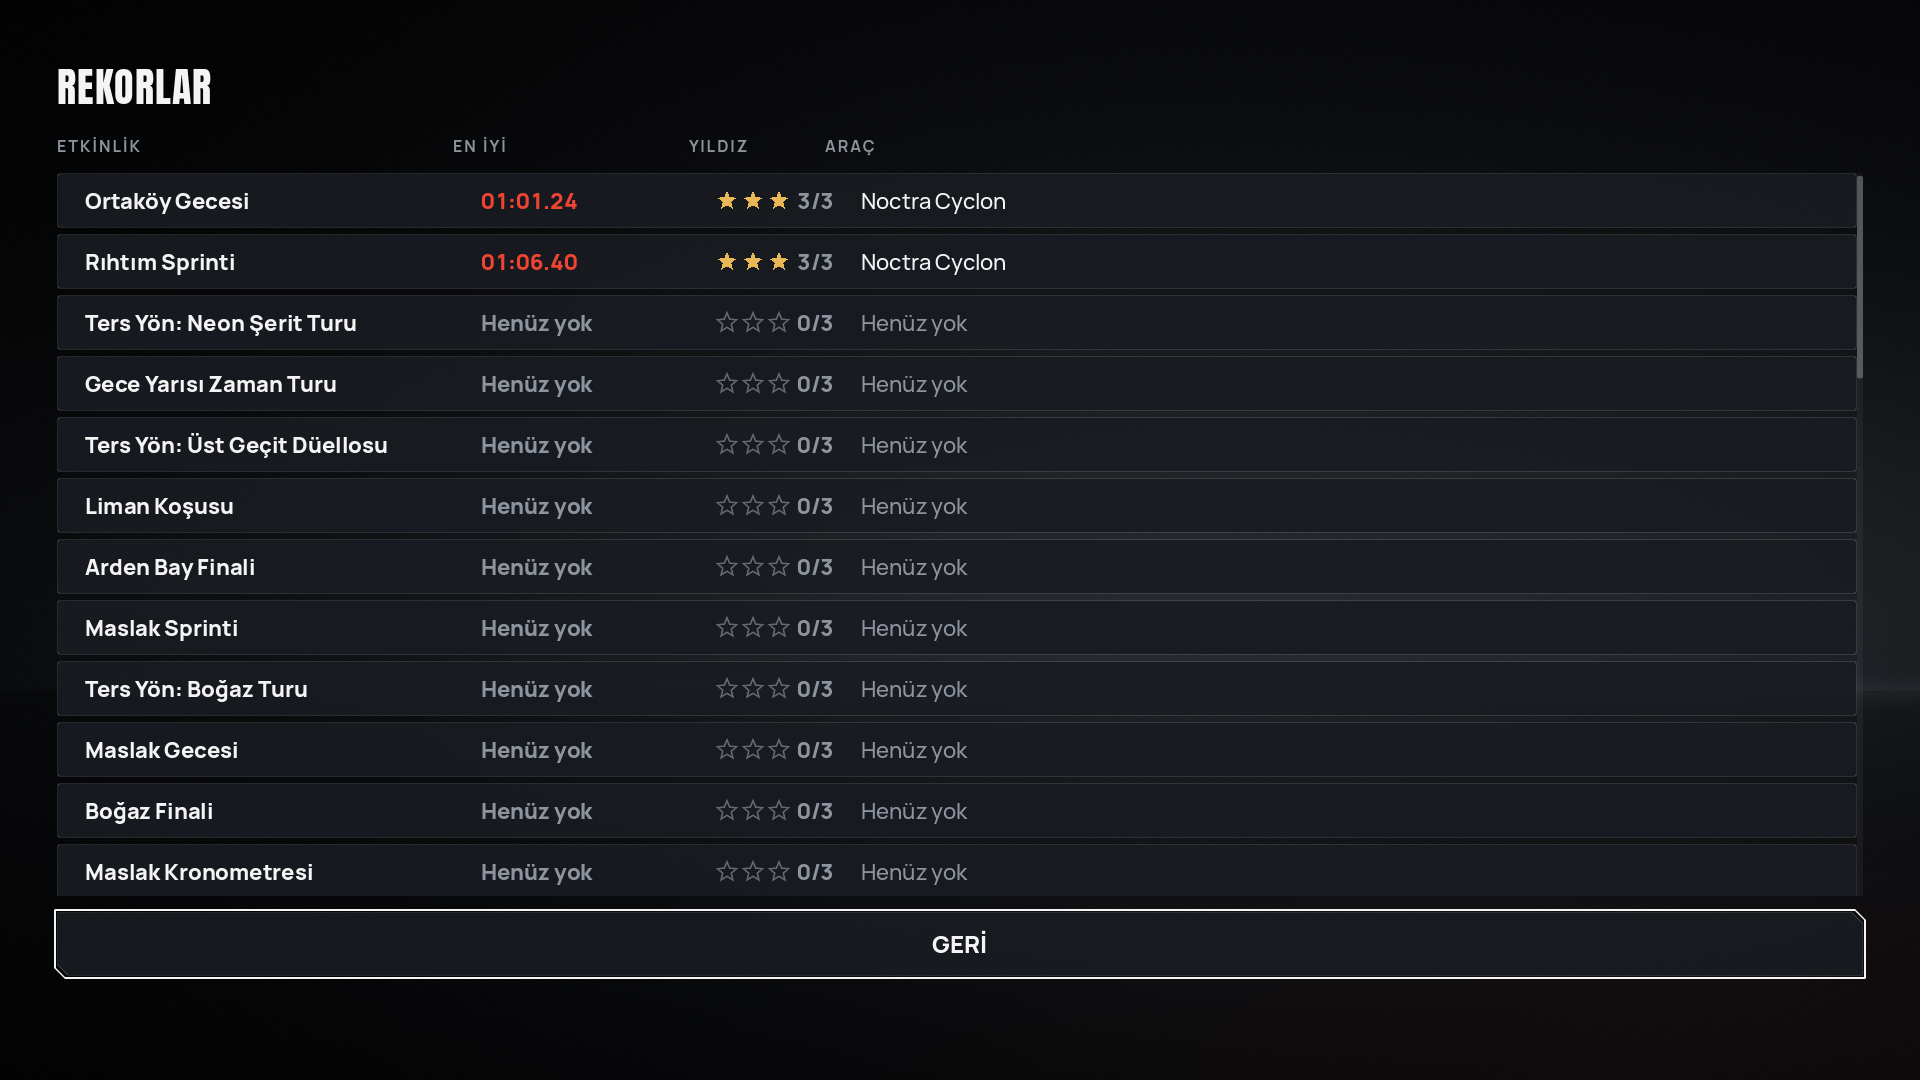 REKORLAR
ETKİNLİK EN İYİ YILDIZ ARAÇ
Ortaköy Gecesi 01:01.24 3/3 Noctra Cyclon
Rıhtım Sprinti 01:06.40 3/3 Noctra Cyclon
Ters Yön: Neon Şerit Turu Henüz yok 0/3 Henüz yok
Gece Yarısı Zaman Turu Henüz yok 0/3 Henüz yok
Ters Yön: Üst Geçit Düellosu Henüz yok 0/3 Henüz yok
Liman Koşusu Henüz yok 0/3 Henüz yok
Arden Bay Finali Henüz yok 0/3 Henüz yok
Maslak Sprinti Henüz yok 0/3 Henüz yok
Ters Yön: Boğaz Turu Henüz yok 0/3 Henüz yok
Maslak Gecesi Henüz yok 0/3 Henüz yok
Boğaz Finali Henüz yok 0/3 Henüz yok
Maslak Kronometresi Henüz yok 0/3 Henüz yok
GERİ